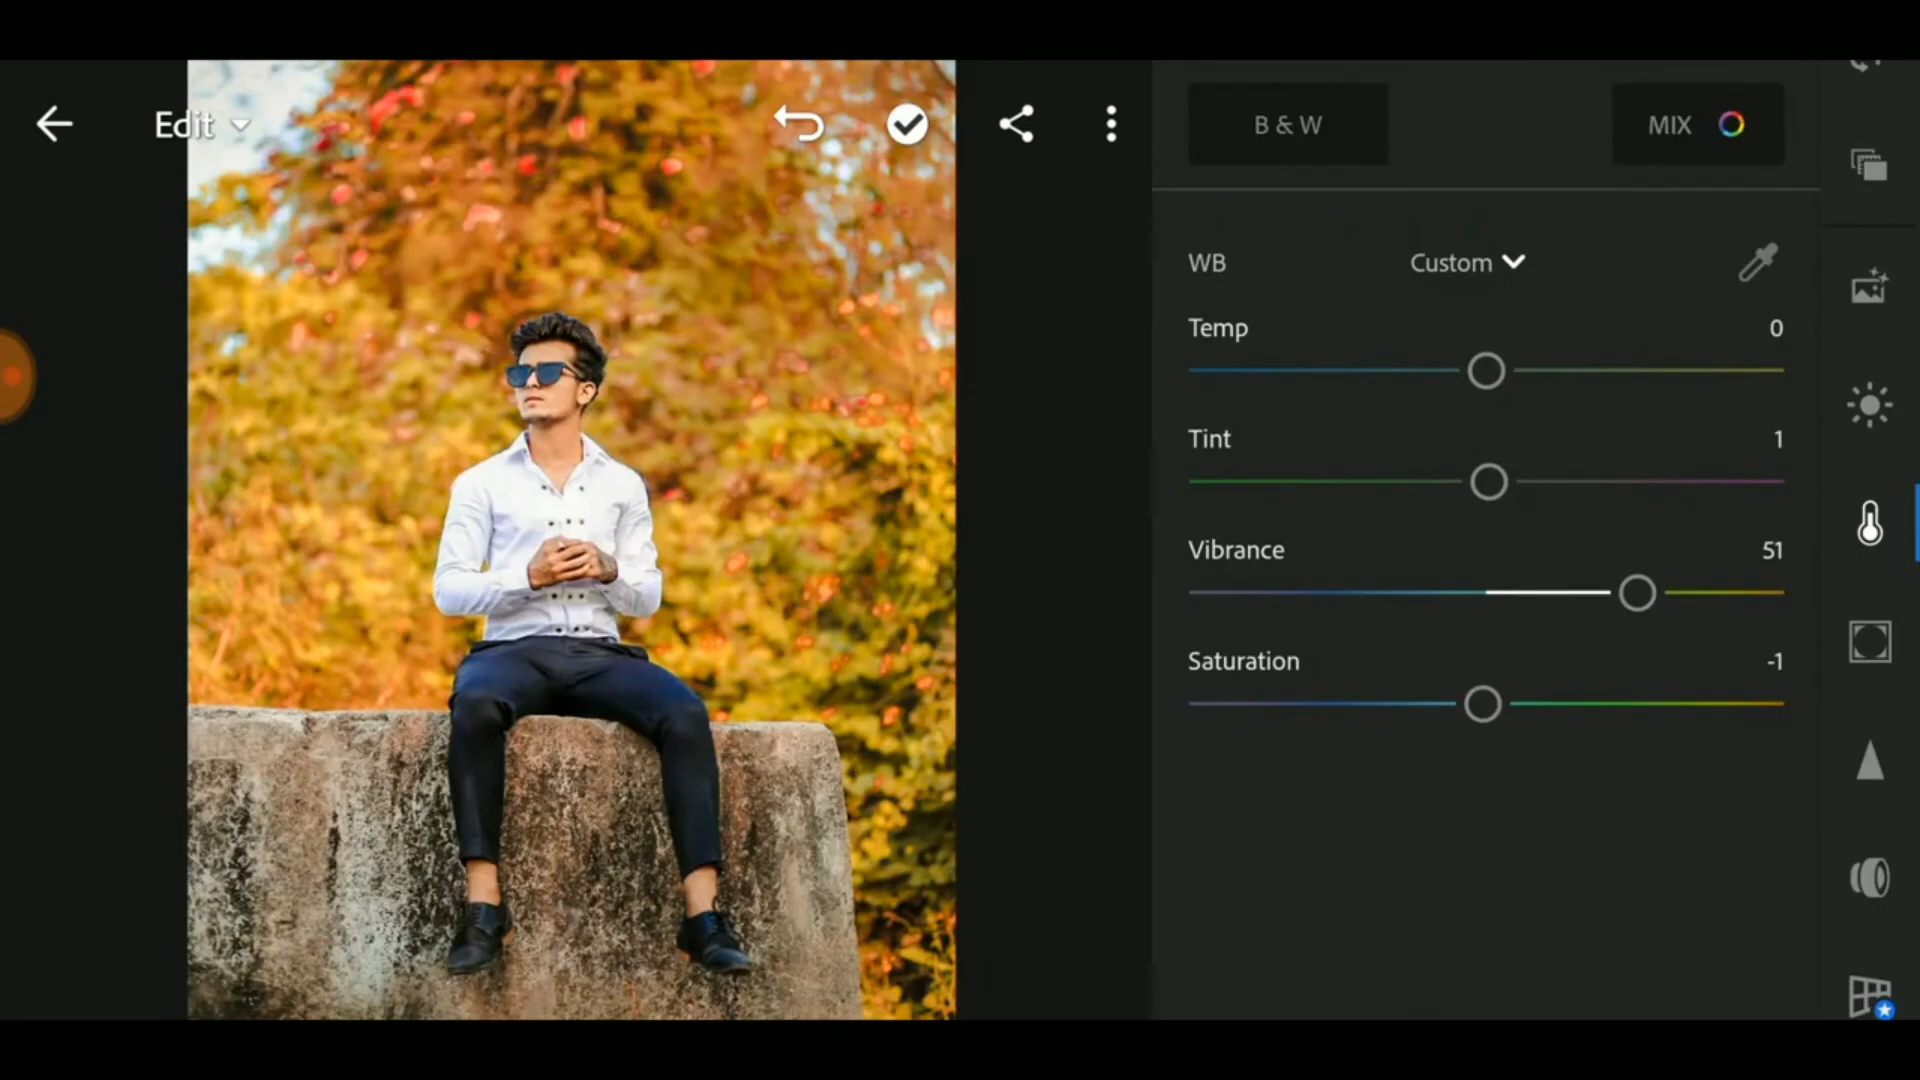 Edit
B & W
MIX
WB
Custom
Temp
0
Tint
1
Vibrance
51
Saturation
-1